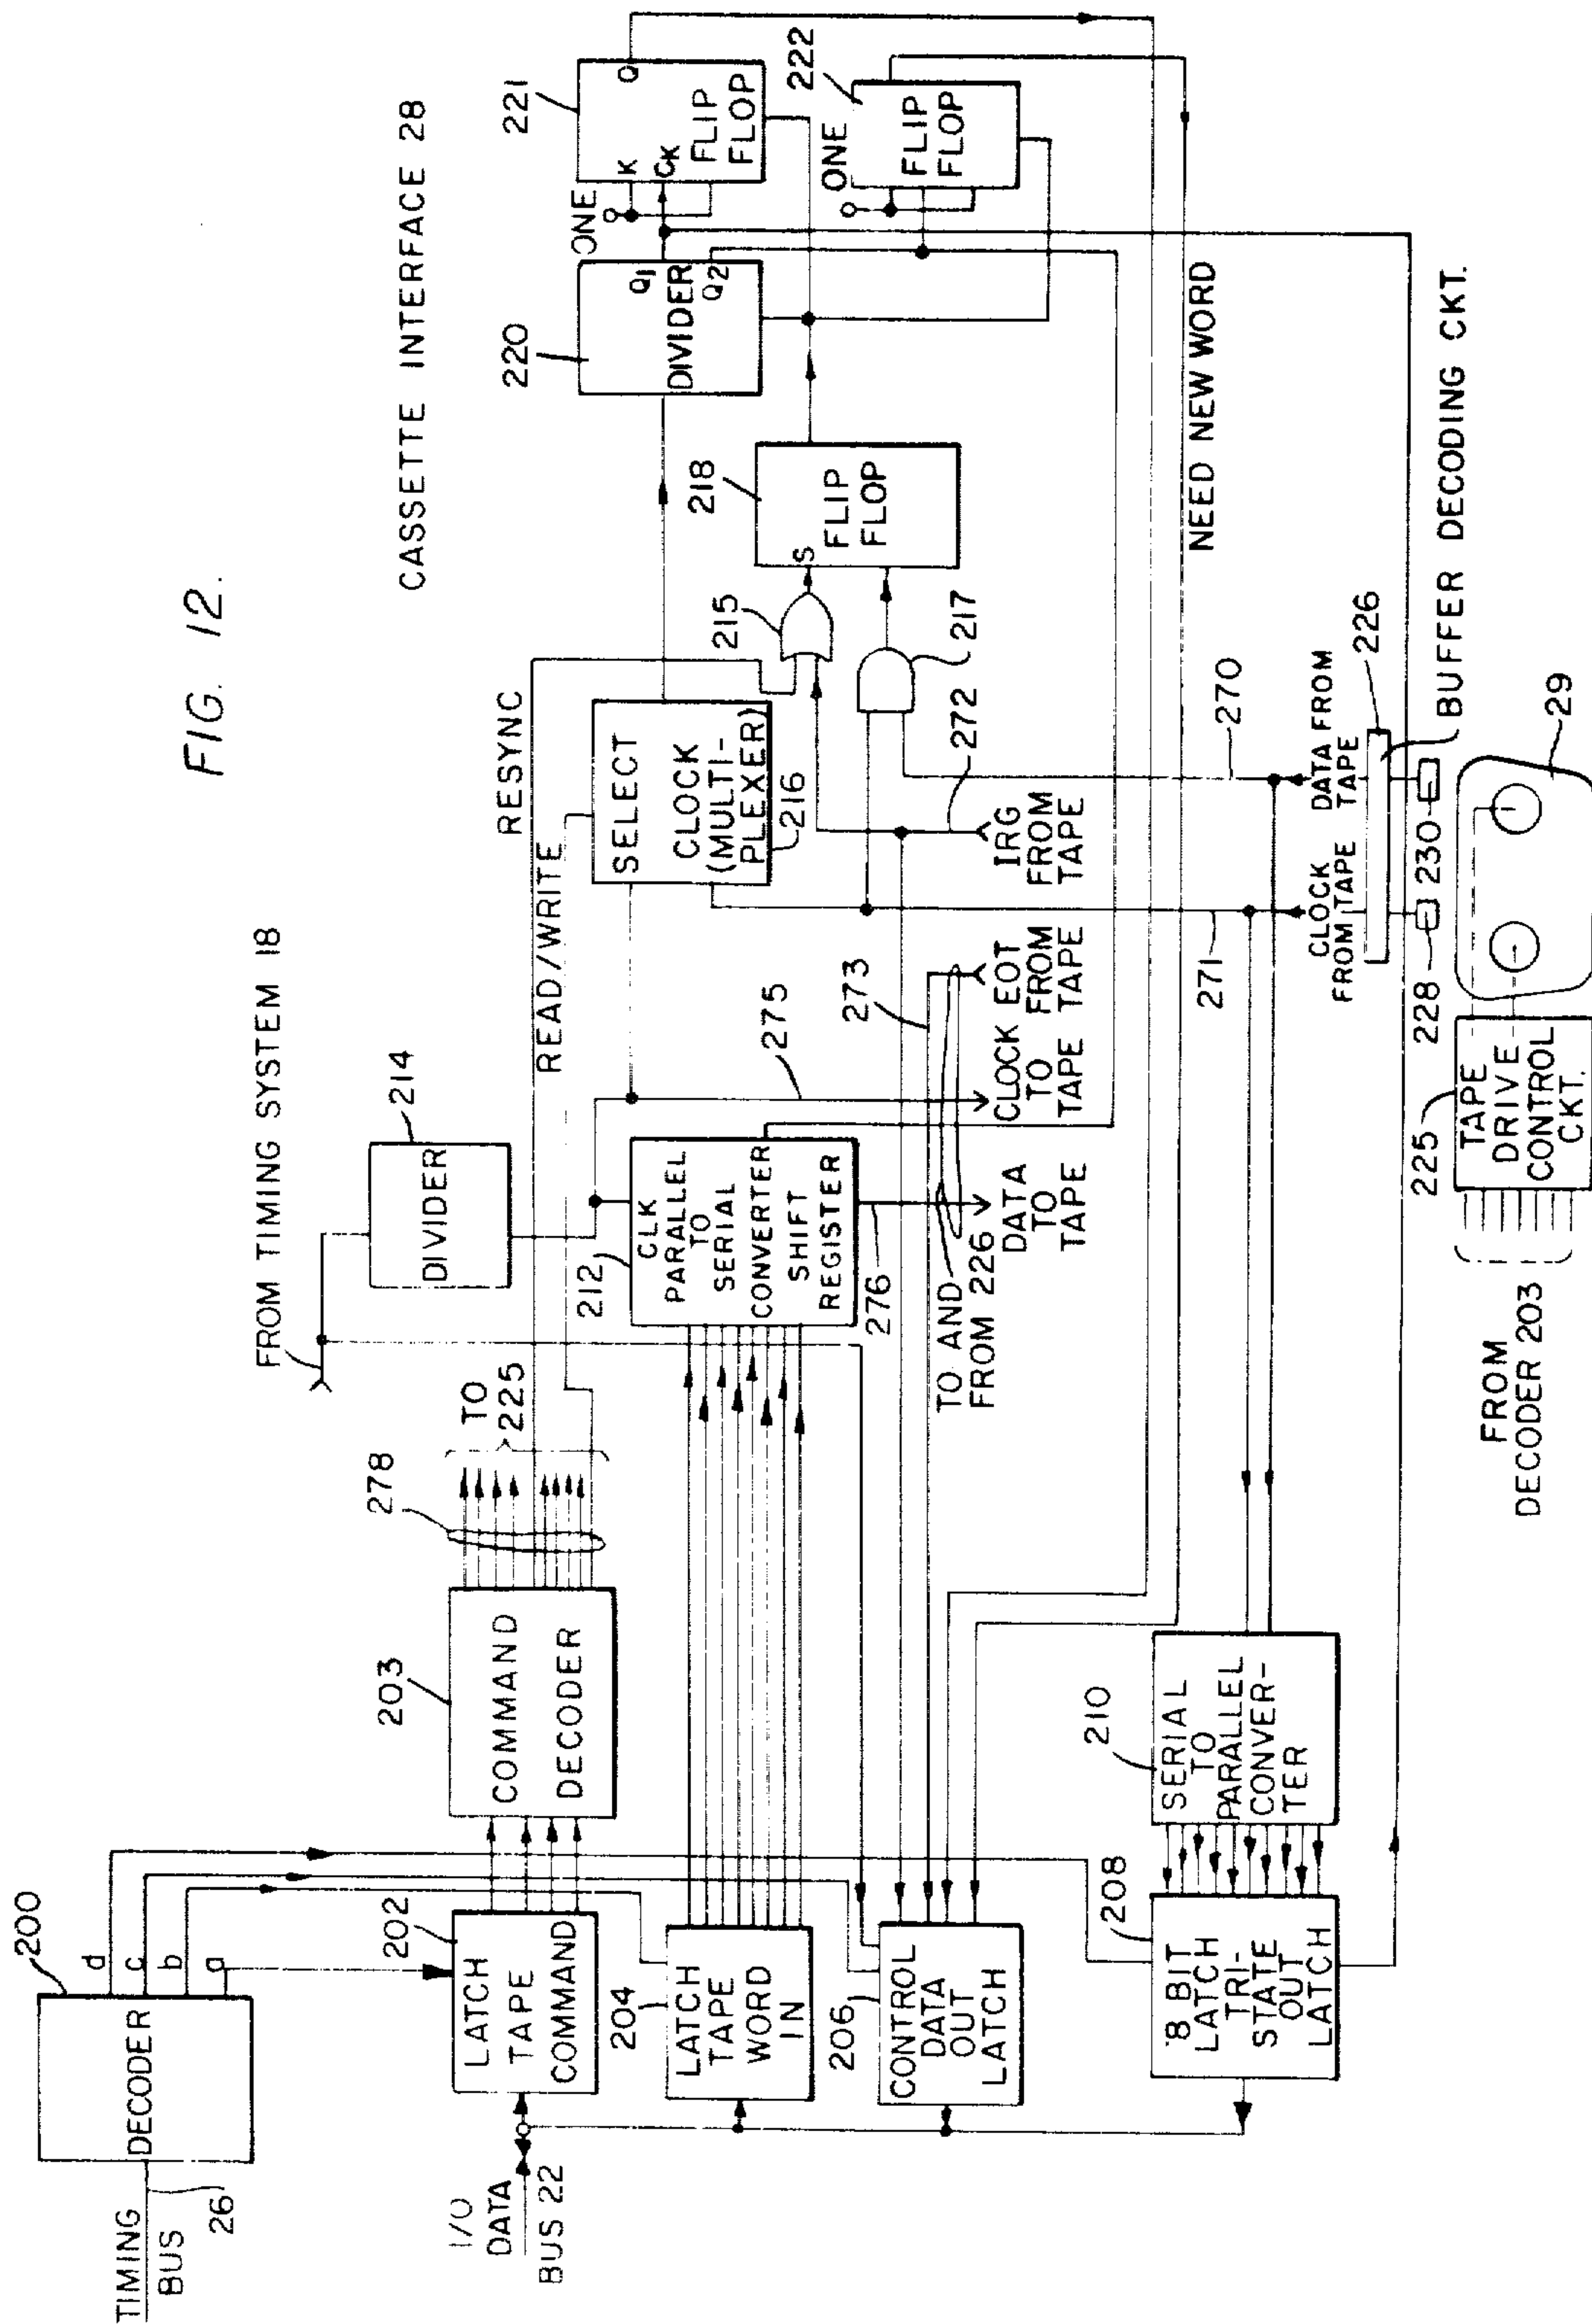 FIG. 12.
CASSETTE INTERFACE 28
TIMING
BUS
26
200
DECODER
d
c
b
a
I/O
DATA
BUS 22
202
LATCH
TAPE
COMMAND
203
COMMAND
DECODER
278
TO
225
FROM TIMING SYSTEM 18
214
DIVIDER
RESYNC
READ/WRITE
204
LATCH
TAPE
WORD
IN
212
CLK
PARALLEL
TO
SERIAL
CONVERTER
SHIFT
REGISTER
275
276
SELECT
CLOCK
(MULTI-
PLEXER)
216
215
217
218
S
FLIP
FLOP
220
DIVIDER
Q1
Q2
ONE
221
K
CK
Q
FLIP
FLOP
ONE
222
FLIP
FLOP
206
CONTROL
DATA
OUT
LATCH
TO AND
FROM 226
DATA
TO
TAPE
CLOCK
TO
TAPE
EOT
FROM
TAPE
273
IRG
FROM
TAPE
272
271
270
NEED NEW WORD
208
8 BIT
LATCH
TRI-
STATE
OUT
LATCH
210
SERIAL
TO
PARALLEL
CONVER-
TER
CLOCK
FROM TAPE
DATA FROM
TAPE
226
BUFFER DECODING CKT.
228
230
29
225
TAPE
DRIVE
CONTROL
CKT.
FROM
DECODER 203